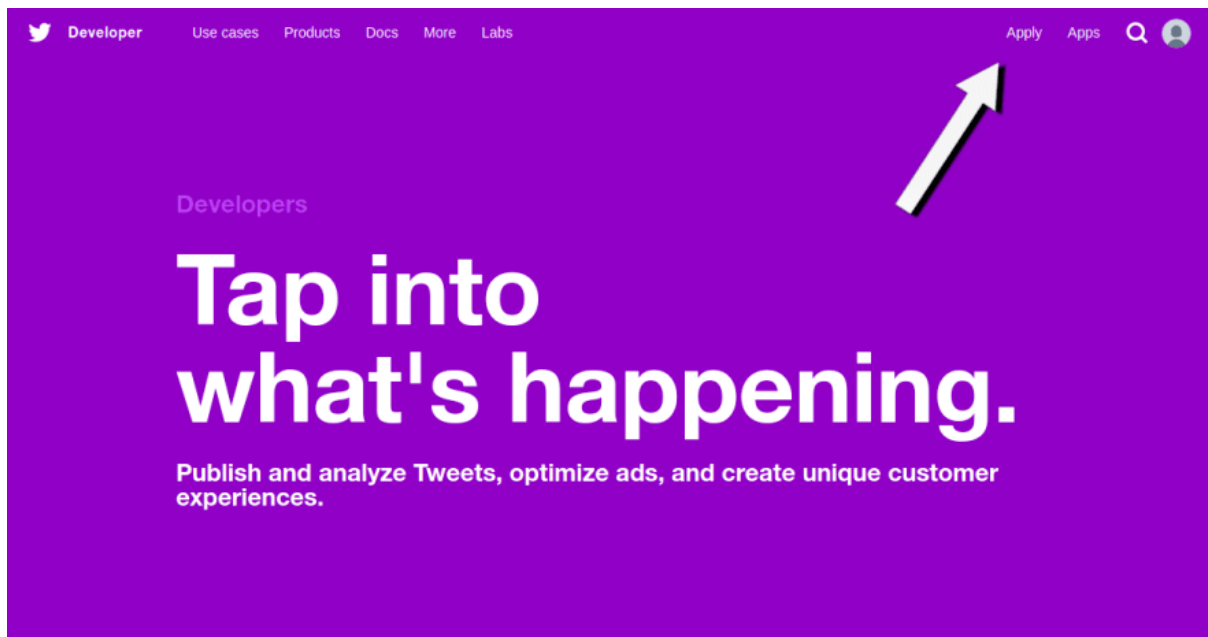 Developer Use cases Products Docs More Labs Apply Apps
Developers
Tap into
what's happening.
Publish and analyze Tweets, optimize ads, and create unique customer
experiences.